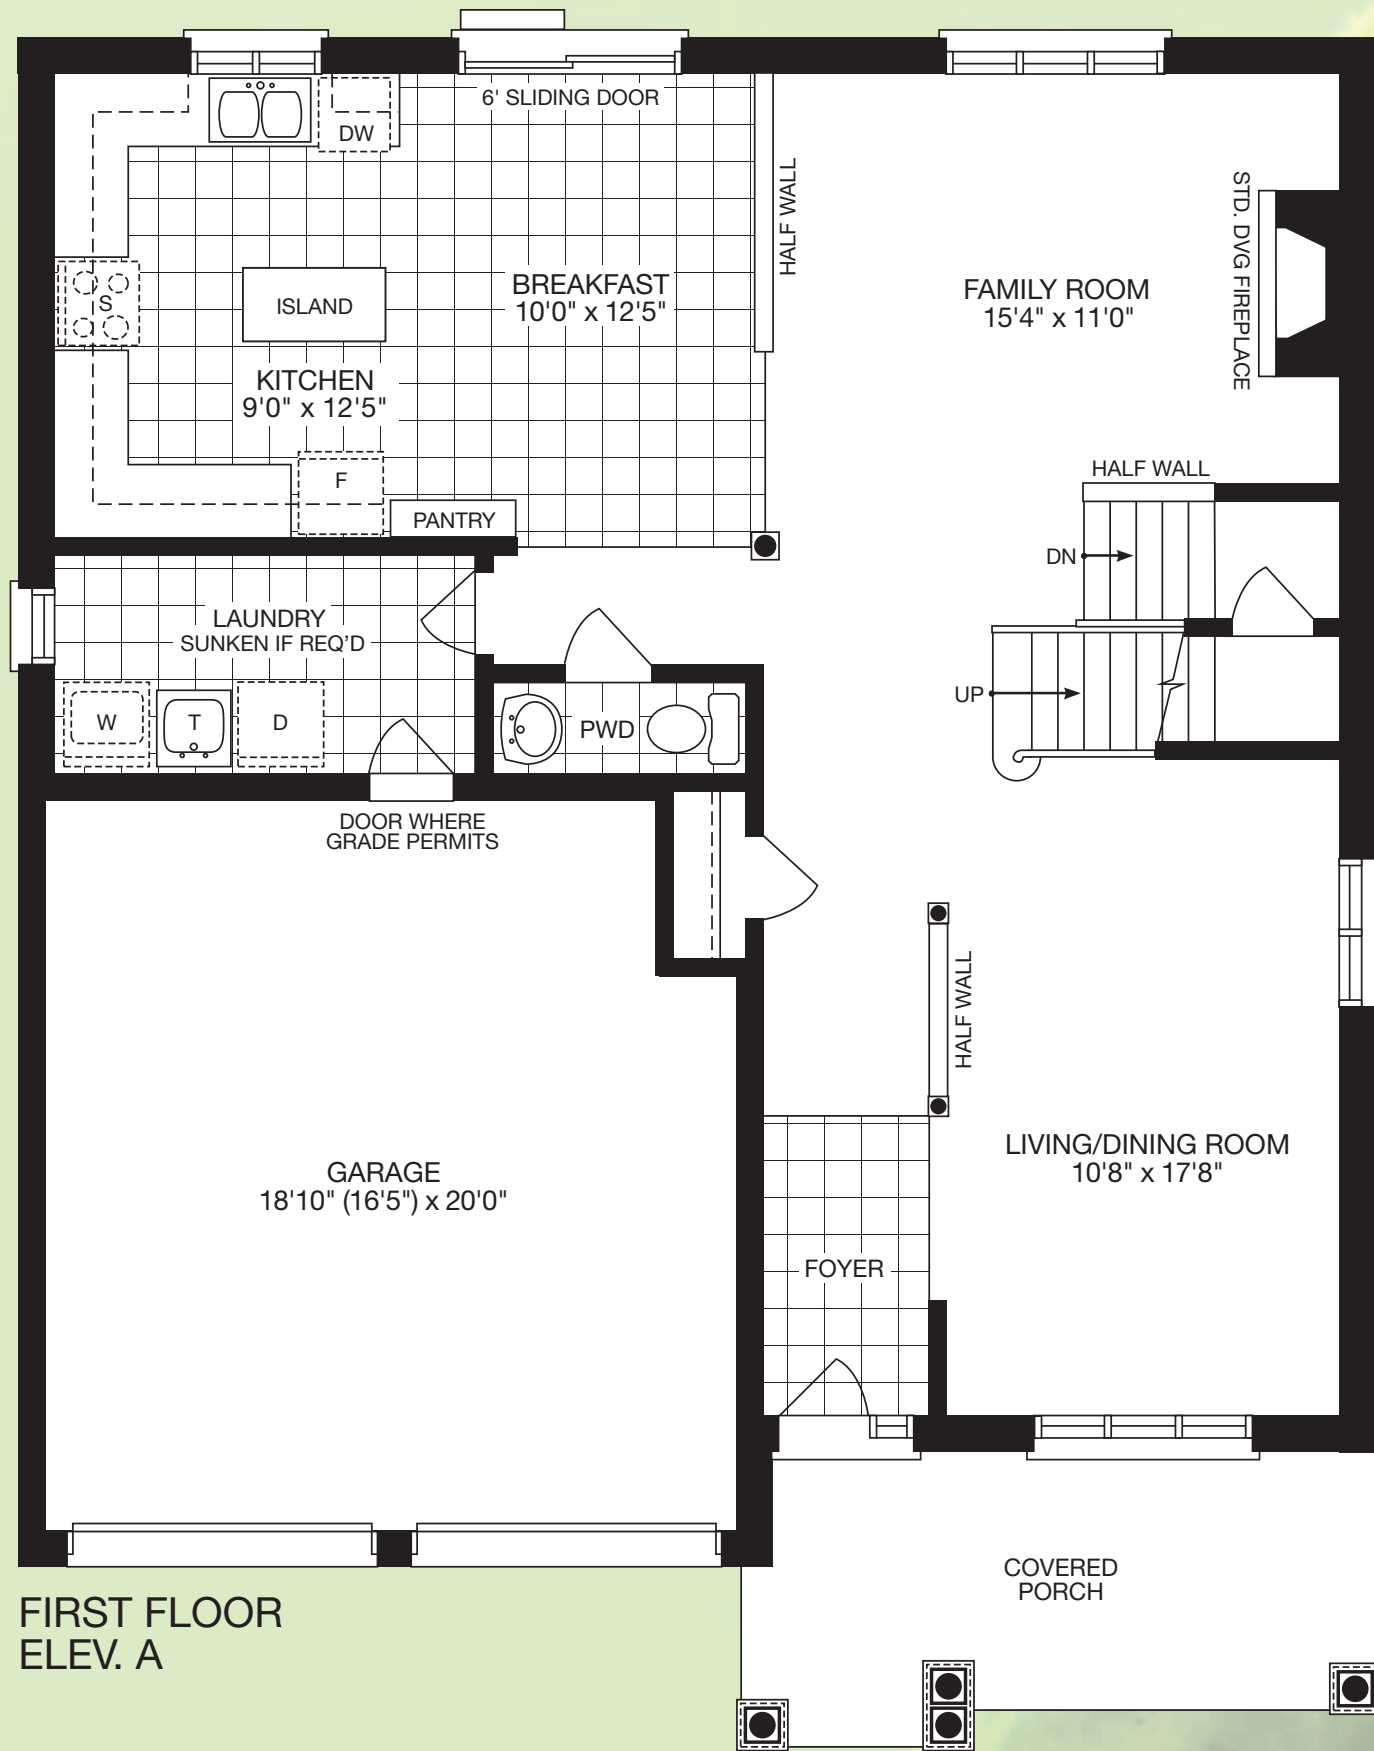 6' SLIDING DOOR
DW
HALF WALL
STD. DVG FIREPLACE
BREAKFAST
10'0" x 12'5"
FAMILY ROOM
15'4" x 11'0"
S
ISLAND
KITCHEN
9'0" x 12'5"
F
PANTRY
HALF WALL
DN
LAUNDRY
SUNKEN IF REQ'D
UP
W
T
D
PWD
DOOR WHERE
GRADE PERMITS
HALF WALL
GARAGE
18'10" (16'5") x 20'0"
LIVING/DINING ROOM
10'8" x 17'8"
FOYER
COVERED
PORCH
FIRST FLOOR
ELEV. A